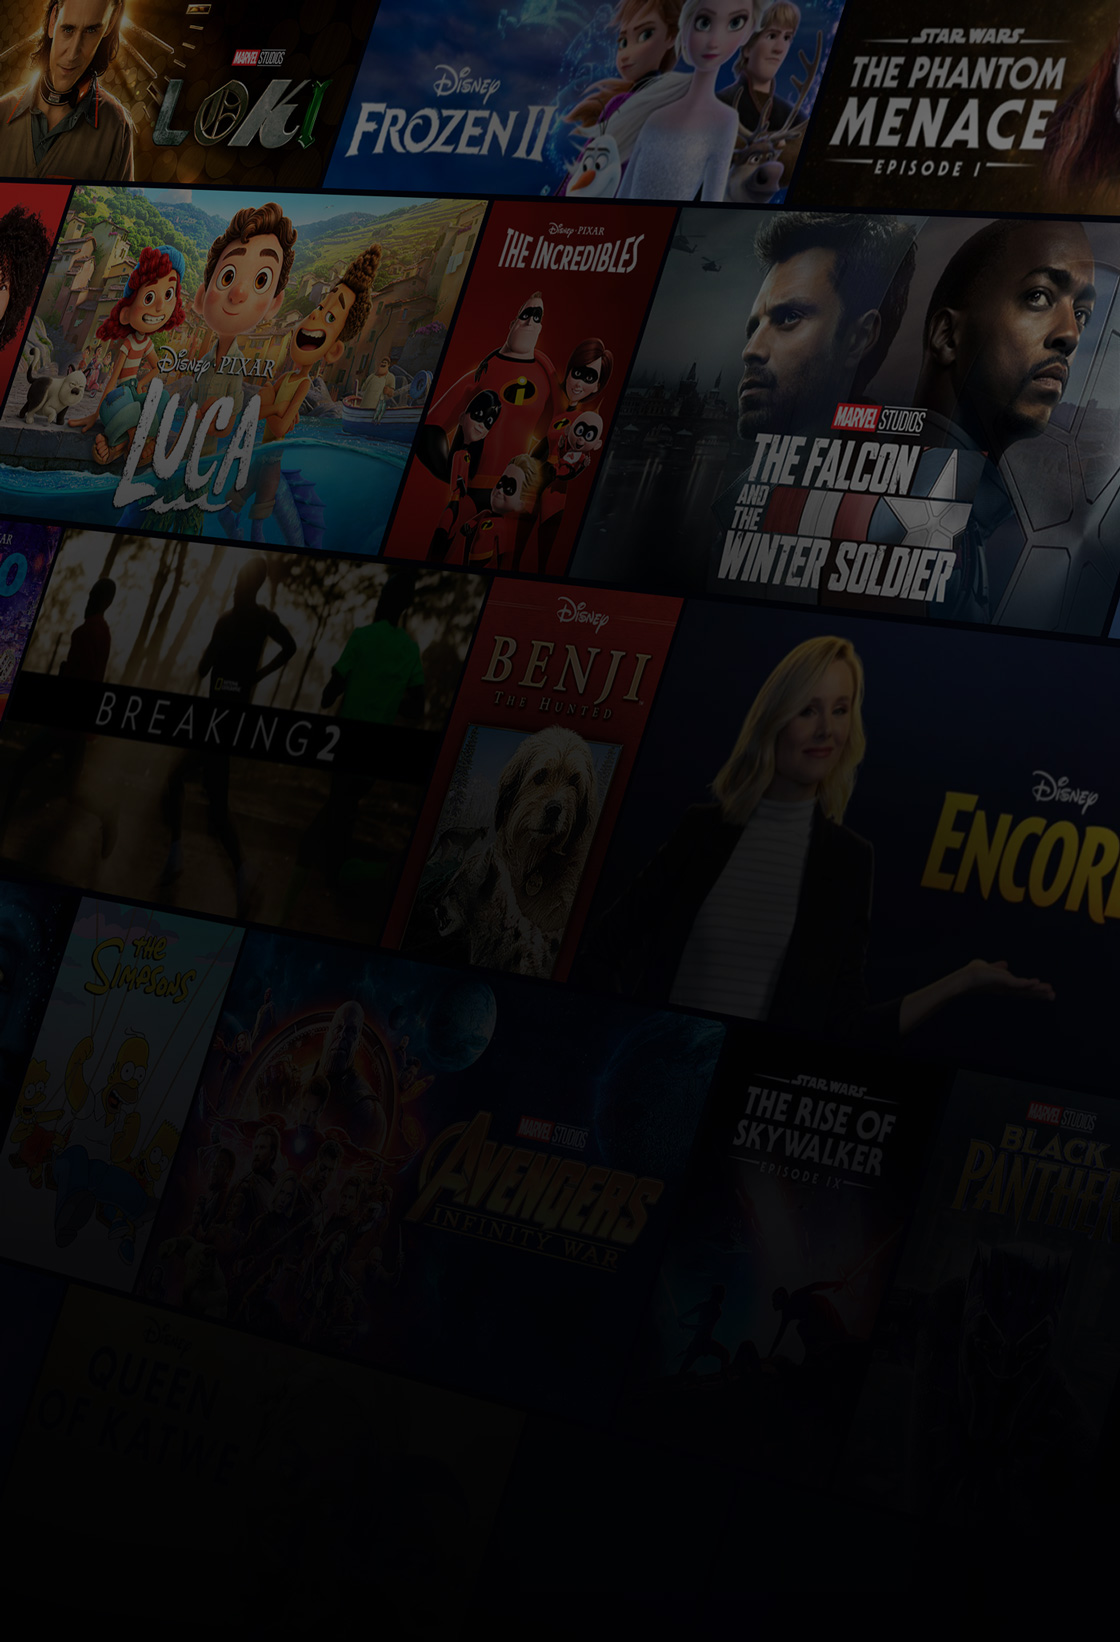 MARVEL STUDIOS
LOKI
Disney
FROZEN II
STAR WARS
THE PHANTOM
MENACE
EPISODE I
Disney · PIXAR
LUCA
Disney · PIXAR
THE INCREDIBLES
MARVEL STUDIOS
THE FALCON
AND
THE
WINTER SOLDIER
AR
O
BREAKING2
Disney
BENJI
THE HUNTED
Disney
ENCOR
THE
SIMPSONS
MARVEL STUDIOS
AVENGERS
INFINITY WAR
STAR WARS
THE RISE OF
SKYWALKER
EPISODE IX
MARVEL STUDIOS
BLACK
PANTHE
Disney
QUEEN
OF KATWE